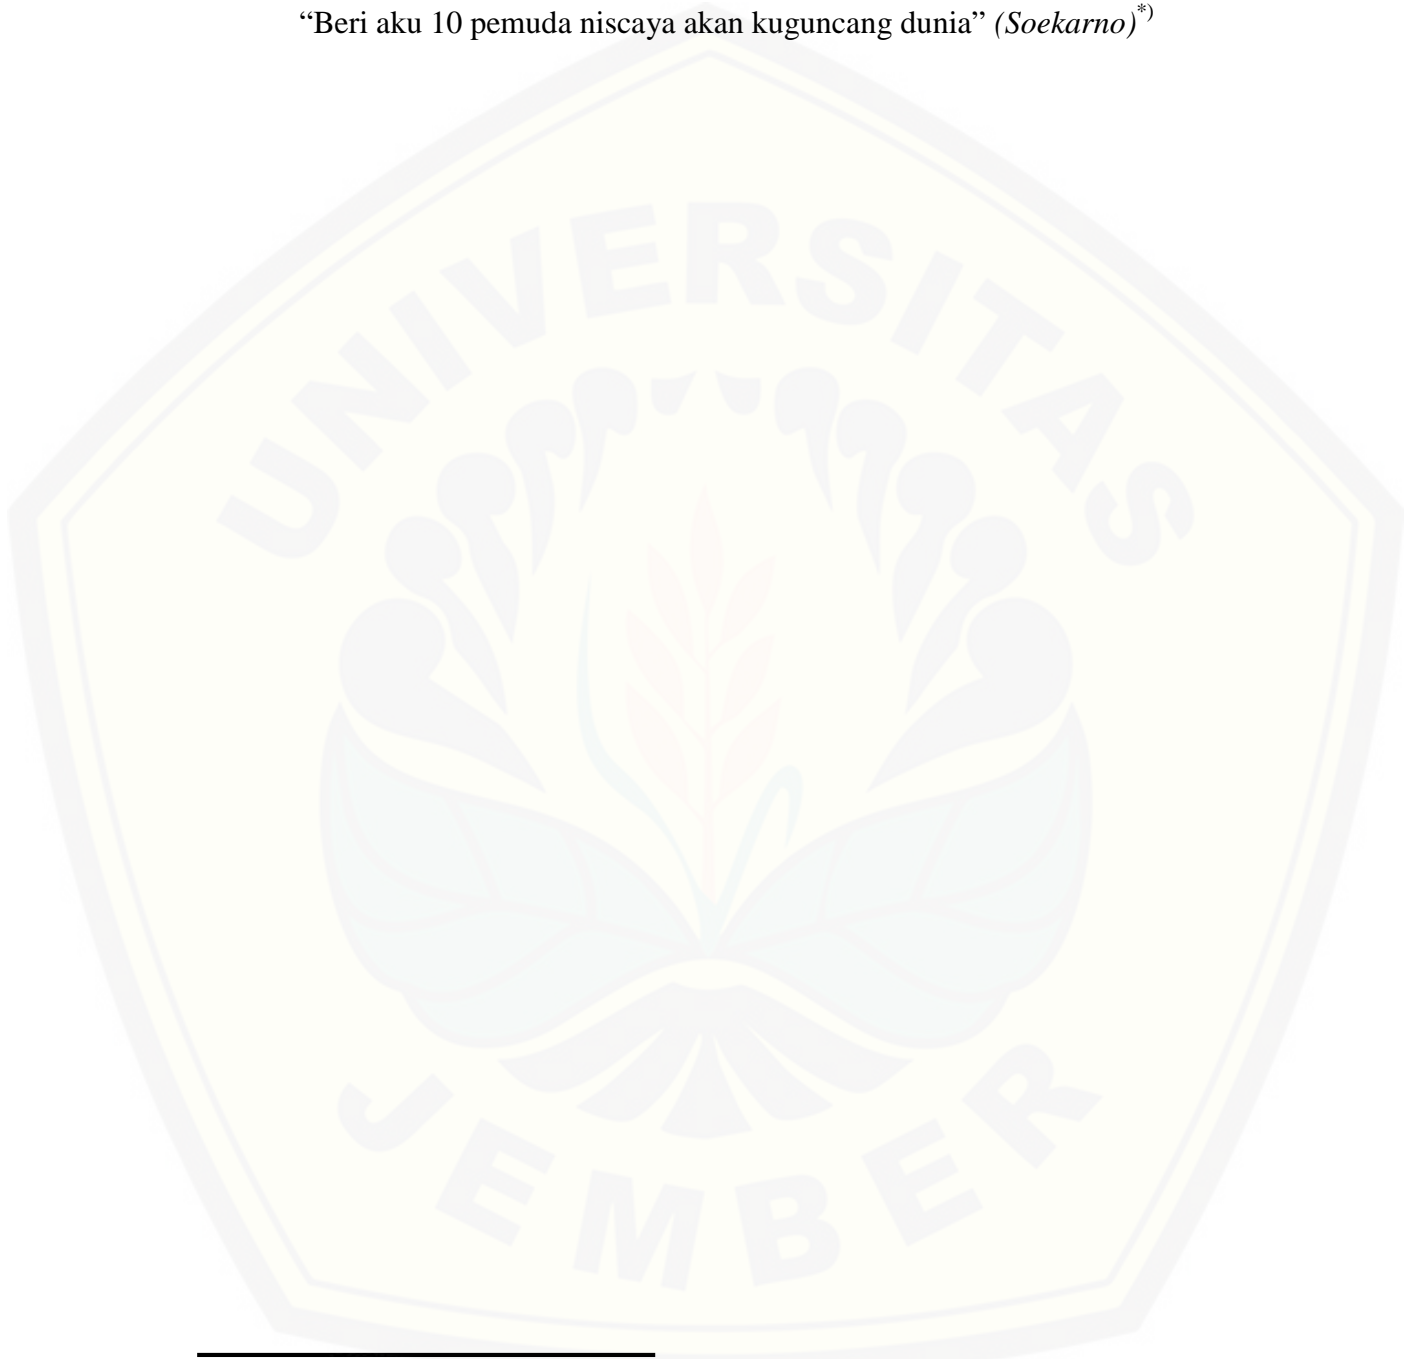 “Beri aku 10 pemuda niscaya akan kuguncang dunia” (Soekarno)*)
UNIVERSITAS
JEMBER